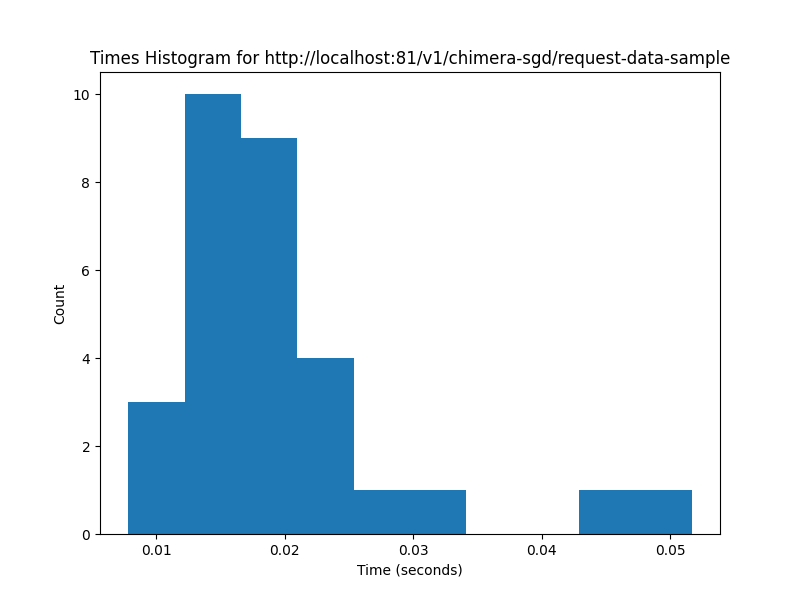 Times Histogram for http://localhost:81/v1/chimera-sgd/request-data-sample
10
8
6
4
2
0
Count
0.01 0.02 0.03 0.04 0.05
Time (seconds)